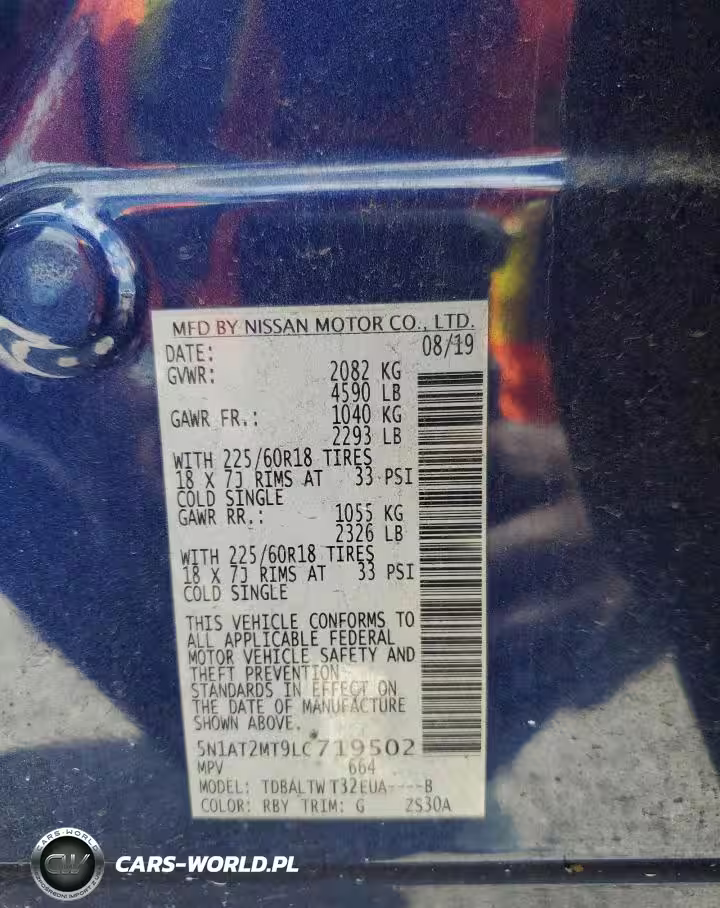 MFD BY NISSAN MOTOR CO., LTD.
DATE: 08/19
GVWR: 2082 KG
4590 LB
GAWR FR.: 1040 KG
2293 LB
WITH 225/60R18 TIRES
18 X 7J RIMS AT 33 PSI
COLD SINGLE
GAWR RR.: 1055 KG
2326 LB
WITH 225/60R18 TIRES
18 X 7J RIMS AT 33 PSI
COLD SINGLE
THIS VEHICLE CONFORMS TO
ALL APPLICABLE FEDERAL
MOTOR VEHICLE SAFETY AND
THEFT PREVENTION
STANDARDS IN EFFECT ON
THE DATE OF MANUFACTURE
SHOWN ABOVE.
5N1AT2MT9LC719502
MPV 664
MODEL: TDBALTW T32EUA----B
COLOR: RBY TRIM: G ZS30A
CARS-WORLD
CW
CARS-WORLD.PL